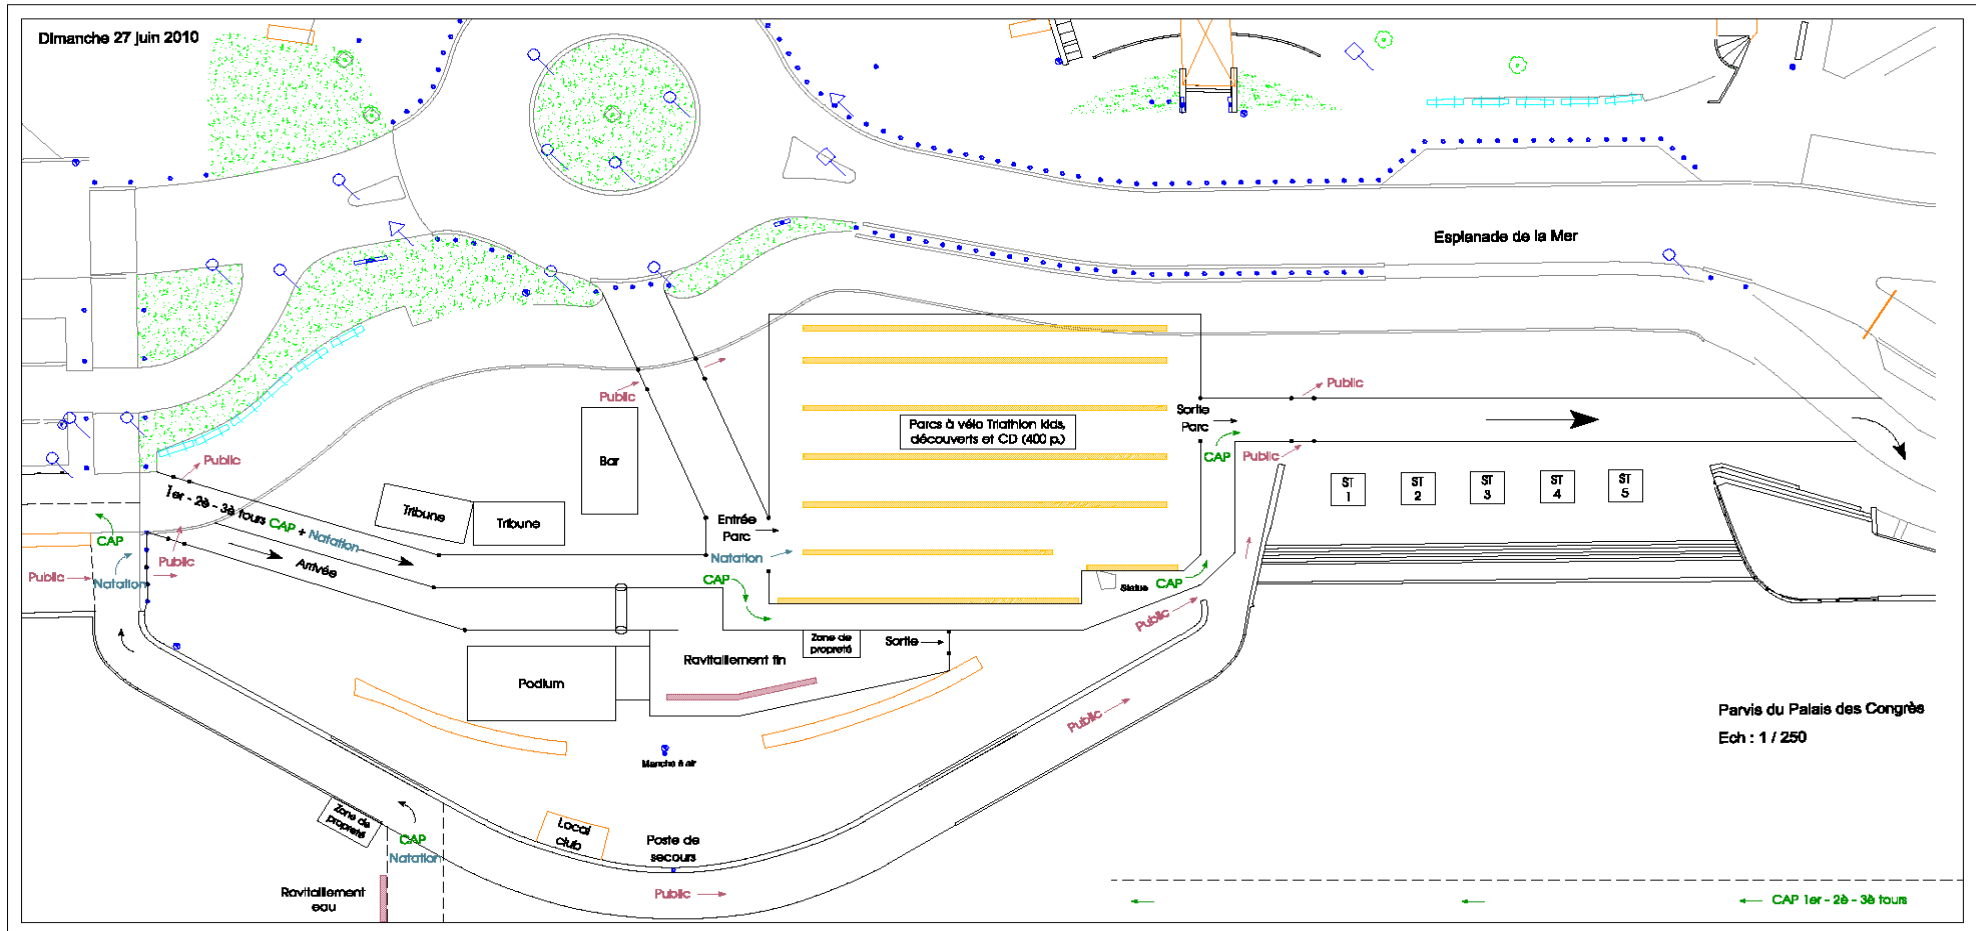 Dimanche 27 juin 2010
Esplanade de la Mer
Public
Public
Sortie
Parc
CAP
Public
Parcs à vélo Triathlon kids,
découverts et CD (400 p.)
Bar
Public
1er - 2è - 3è tours CAP + Natation
Tribune
Tribune
ST
1
ST
2
ST
3
ST
4
ST
5
Entrée
Parc
Natation
CAP
CAP
Public
Arrivée
Public
Natation
CAP
Statue
Public
Zone de
propreté
Sortie
Ravitaillement fin
Podium
Public
Parvis du Palais des Congrès
Ech : 1 / 250
Manche à air
Zone de
propreté
CAP
Natation
Local
club
Poste de
secours
Ravitaillement
eau
Public
CAP 1er - 2è - 3è tours